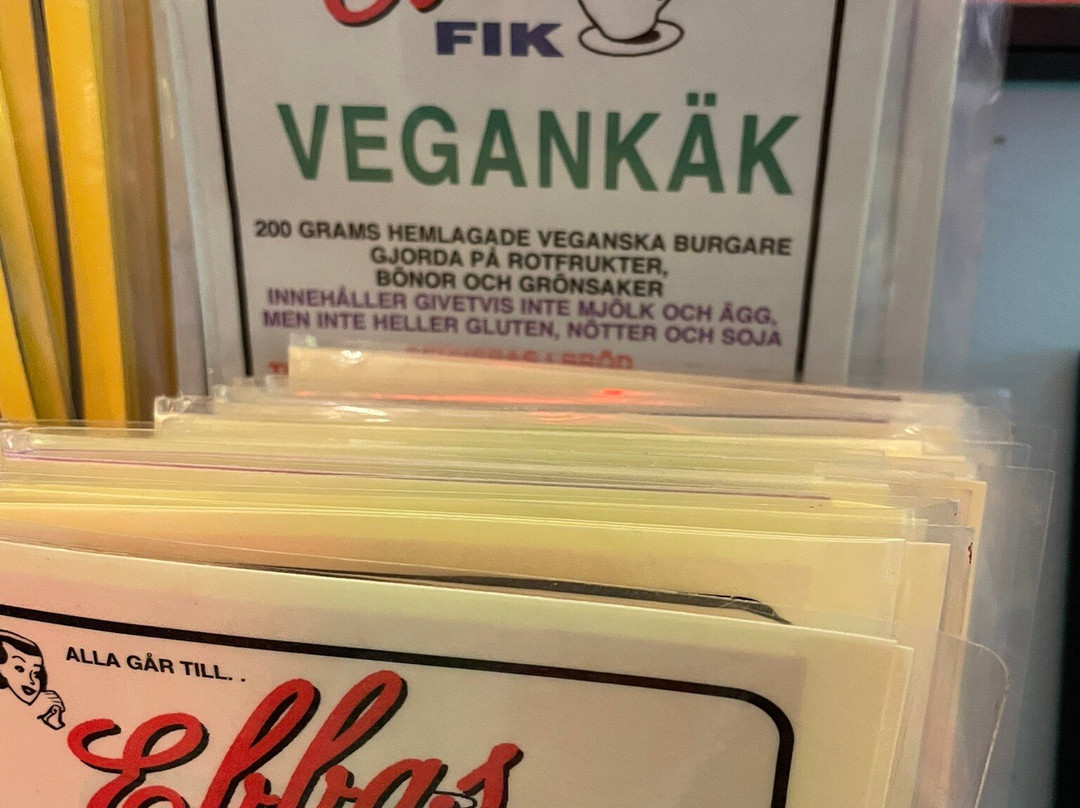 FIK
VEGANKÄK
200 GRAMS HEMLAGADE VEGANSKA BURGARE
GJORDA PÅ ROTFRUKTER,
BÖNOR OCH GRÖNSAKER
INNEHÅLLER GIVETVIS INTE MJÖLK OCH ÄGG,
MEN INTE HELLER GLUTEN, NÖTTER OCH SOJA
ALLA GÅR TILL. .
Ebbas